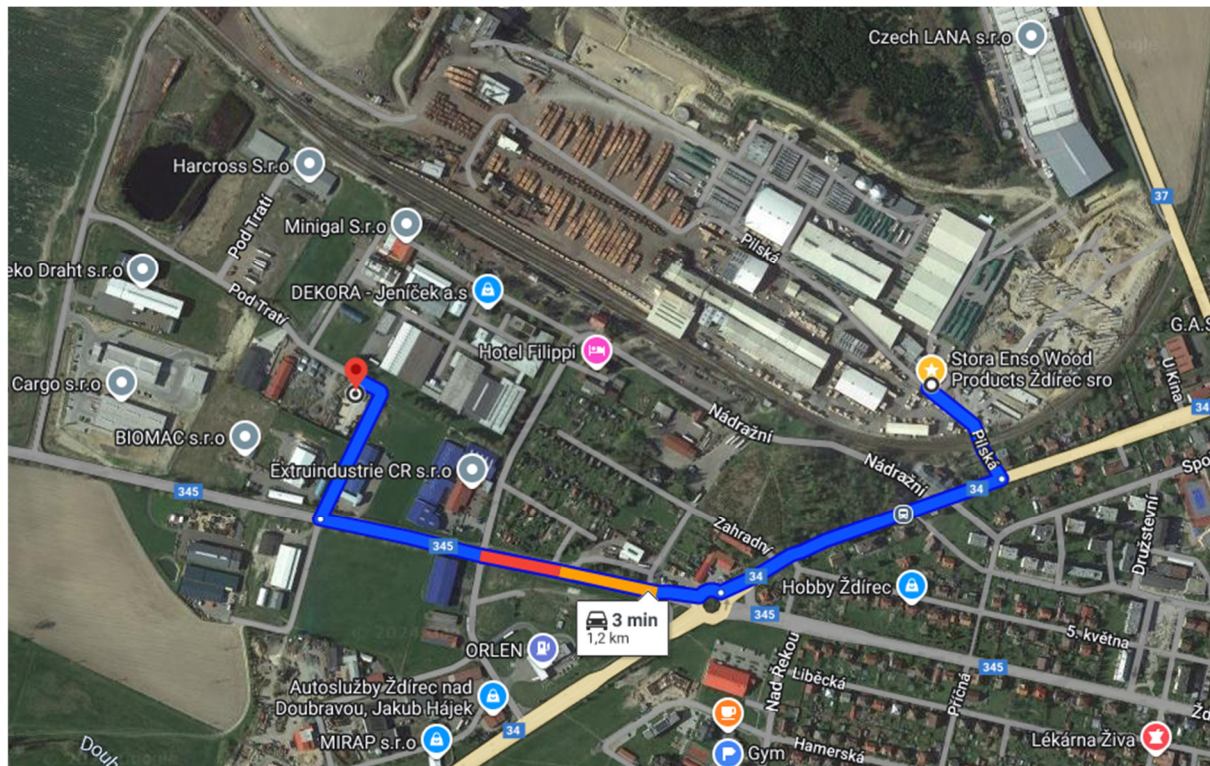 Czech LANA s.r.o
Harcross S.r.o
37
Minigal S.r.o
Pod Tratí
Pilská
eko Draht s.r.o
DEKORA - Jeníček a.s
Pod Tratí
G.A.S
Hotel Filippi
Stora Enso Wood
Products Ždírec sro
U Kina
Cargo s.r.o
34
Nádražní
BIOMAC s.r.o
Pilská
Extruindustrie CR s.r.o
Nádražní
345
34
Družstevní
Zahradní
345
34
Hobby Ždírec
345
3 min
1,2 km
5. května
ORLEN
345
Nad Řekou
Liběcká
Příčná
Autoslužby Ždírec nad
Doubravou, Jakub Hájek
34
MIRAP s.r.o
Lékárna Živa
Gym
Hamerská